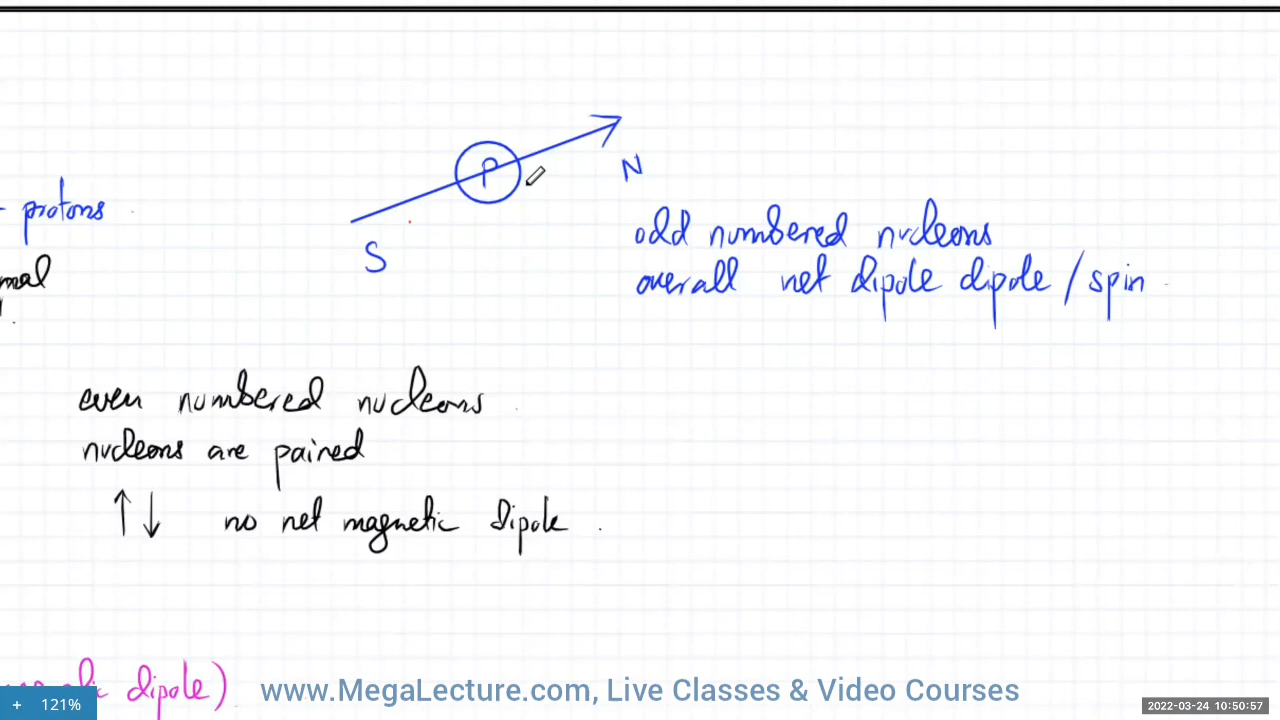 P
N
- protons
S
odd numbered nucleons
overall net dipole dipole / spin
even numbered nucleons
nucleons are paired
↑↓ no net magnetic dipole .
dipole)
www.MegaLecture.com, Live Classes & Video Courses
+ 121%
2022-03-24 10:50:57